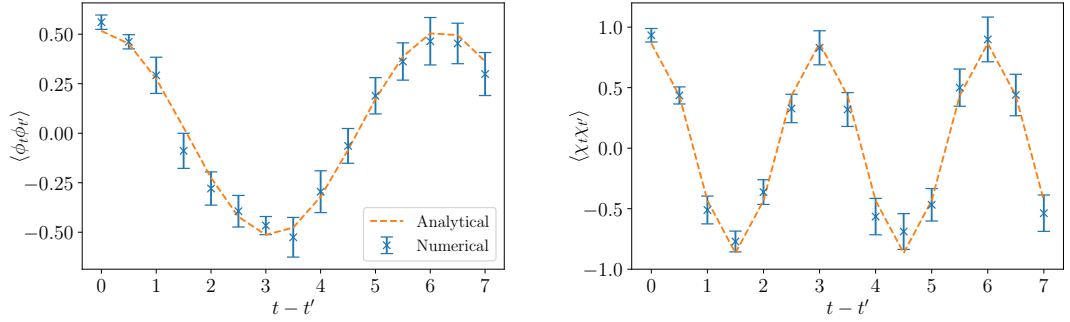 0.50
0.25
0.00
−0.25
−0.50
⟨ϕₜϕₜ′⟩
0 1 2 3 4 5 6 7
t − t′
Analytical
Numerical
1.0
0.5
0.0
−0.5
−1.0
⟨χₜχₜ′⟩
0 1 2 3 4 5 6 7
t − t′